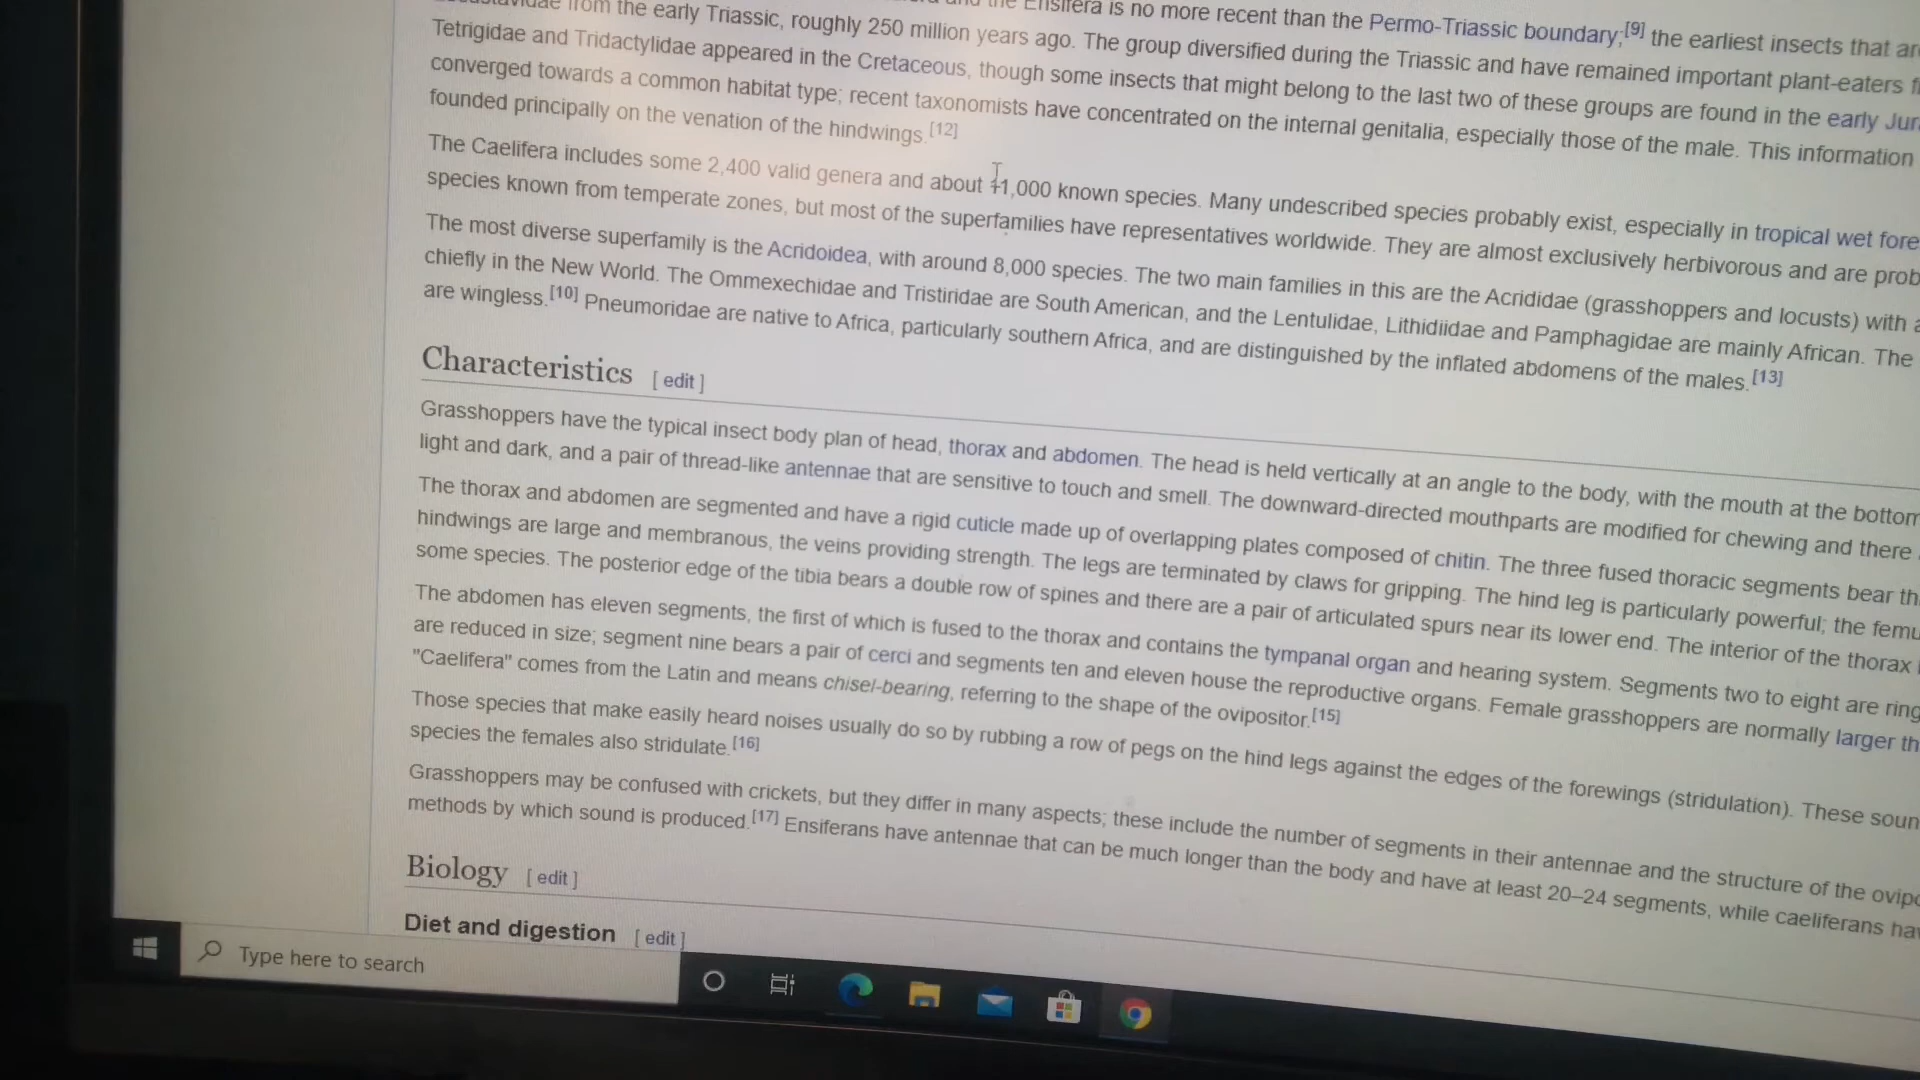 from the early Triassic, roughly 250 million years ago. The group diversified during the Triassic and have remained important plant-eaters
Ensifera is no more recent than the Permo-Triassic boundary;[9] the earliest insects that
Tetrigidae and Tridactylidae appeared in the Cretaceous, though some insects that might belong to the last two of these groups are found in the early
converged towards a common habitat type; recent taxonomists have concentrated on the internal genitalia, especially those of the male. This information
founded principally on the venation of the hindwings.[12]
The Caelifera includes some 2,400 valid genera and about known species. Many undescribed species probably exist, especially in tropical wet
species known from temperate zones, but most of the superfamilies have representatives worldwide. They are almost exclusively herbivorous and are
The most diverse superfamily is the Acridoidea, with around 8,000 species. The two main families in this are the Acrididae (grasshoppers and locusts) with
chiefly in the New World. The Ommexechidae and Tristiridae are South American, and the Lentulidae, Lithidiidae and Pamphagidae are mainly African. The
are wingless.[10] Pneumoridae are native to Africa, particularly southern Africa, and are distinguished by the inflated abdomens of the males.[13]
Characteristics [ edit ]
Grasshoppers have the typical insect body plan of head, thorax and abdomen. The head is held vertically at an angle to the body, with the mouth at the bottom
light and dark, and a pair of thread-like antennae that are sensitive to touch and smell. The downward-directed mouthparts are modified for chewing and there
The thorax and abdomen are segmented and have a rigid cuticle made up of overlapping plates composed of chitin. The three fused thoracic segments bear
hindwings are large and membranous, the veins providing strength. The legs are terminated by claws for gripping. The hind leg is particularly powerful; the
some species. The posterior edge of the tibia bears a double row of spines and there are a pair of articulated spurs near its lower end. The interior of the thorax
The abdomen has eleven segments, the first of which is fused to the thorax and contains the tympanal organ and hearing system. Segments two to eight are
are reduced in size; segment nine bears a pair of cerci and segments ten and eleven house the reproductive organs. Female grasshoppers are normally larger
"Caelifera" comes from the Latin and means chisel-bearing, referring to the shape of the ovipositor.[15]
Those species that make easily heard noises usually do so by rubbing a row of pegs on the hind legs against the edges of the forewings (stridulation). These
species the females also stridulate.[16]
Grasshoppers may be confused with crickets, but they differ in many aspects; these include the number of segments in their antennae and the structure of the
methods by which sound is produced.[17] Ensiferans have antennae that can be much longer than the body and have at least 20–24 segments, while caeliferans
Biology [ edit ]
Diet and digestion [ edit ]
Type here to search